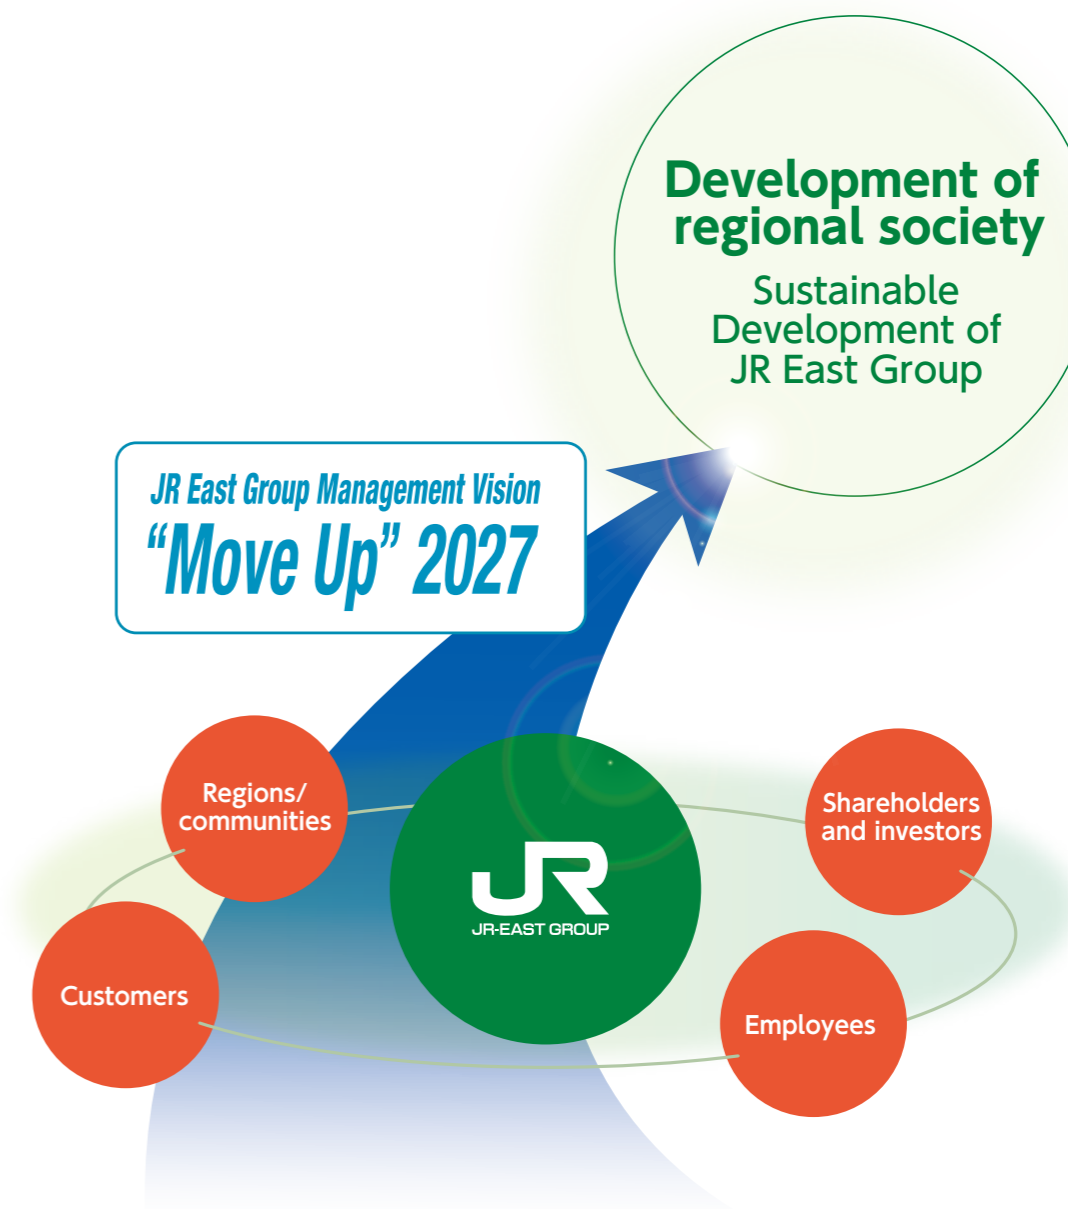 Development of
regional society
Sustainable
Development of
JR East Group
JR East Group Management Vision
“Move Up” 2027
Regions/
communities
Shareholders
and investors
JR
JR-EAST GROUP
Customers
Employees